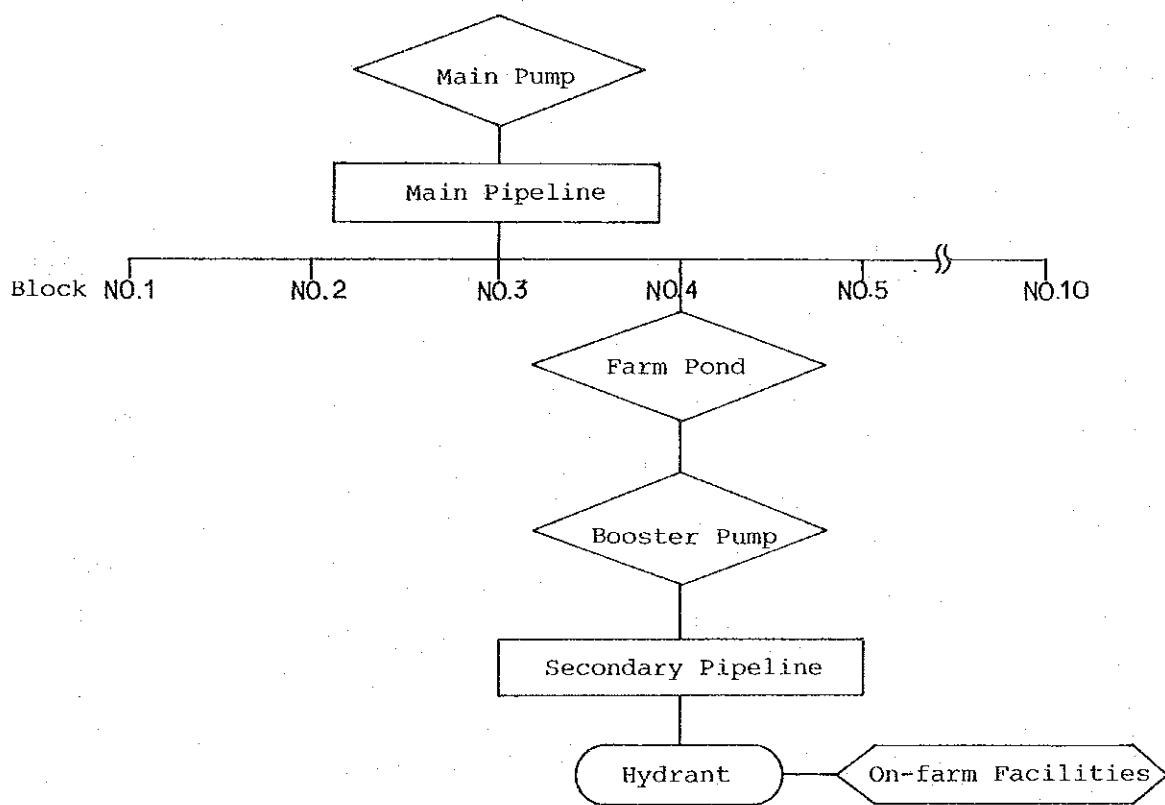 Main Pump
Main Pipeline
Block NO.1 NO.2 NO.3 NO.4 NO.5 NO.10
Farm Pond
Booster Pump
Secondary Pipeline
Hydrant On-farm Facilities